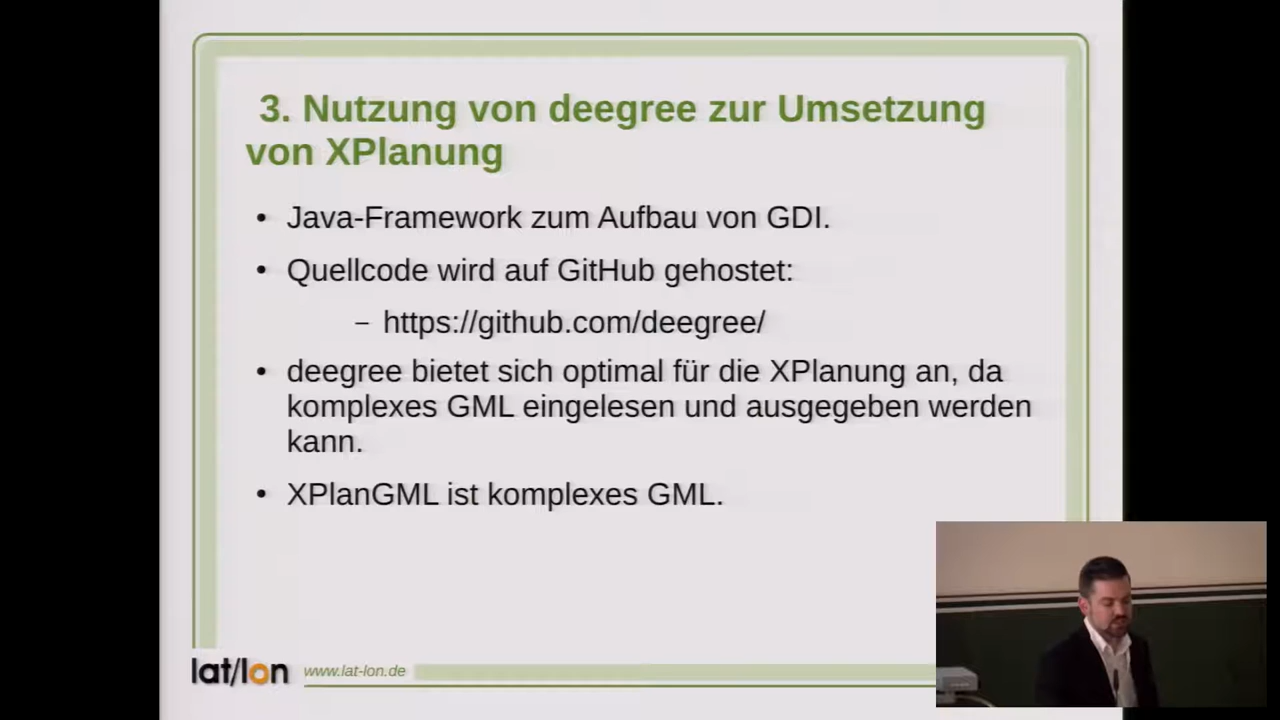 3. Nutzung von deegree zur Umsetzung
von XPlanung
• Java-Framework zum Aufbau von GDI.
• Quellcode wird auf GitHub gehostet:
– https://github.com/deegree/
• deegree bietet sich optimal für die XPlanung an, da
komplexes GML eingelesen und ausgegeben werden
kann.
• XPlanGML ist komplexes GML.
lat/lon www.lat-lon.de